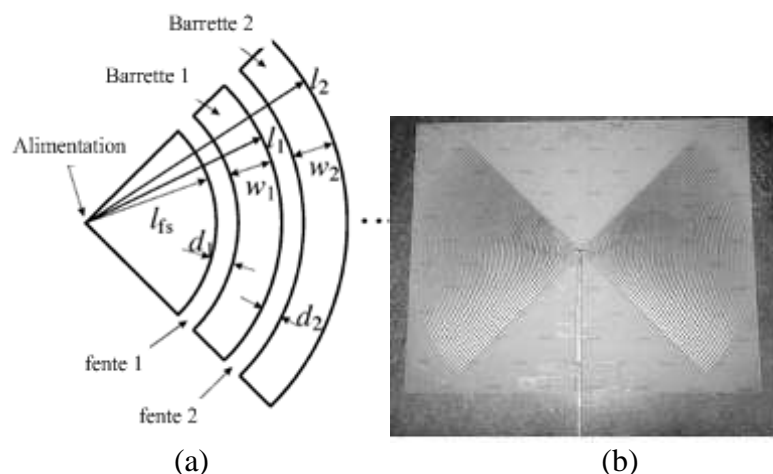 Barrette 2
Barrette 1
Alimentation
l2
l1
w1
w2
lfs
d1
d2
...
fente 1
fente 2
(a)
(b)